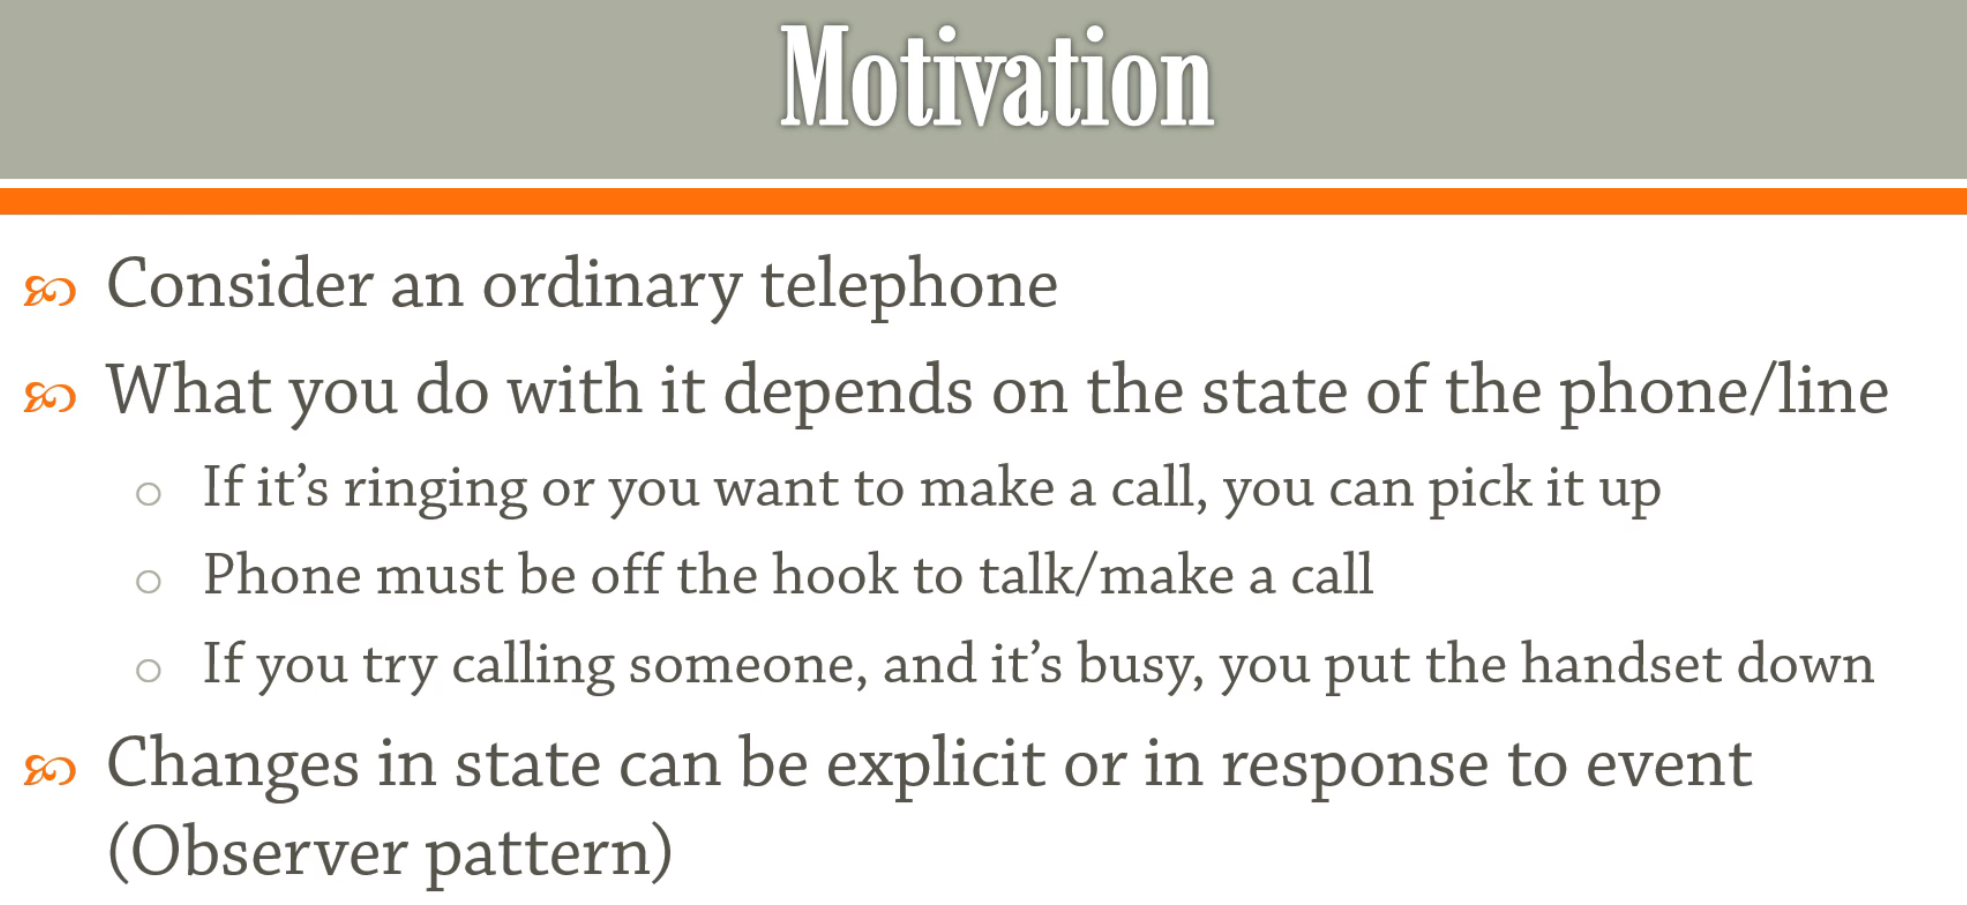 Motivation
Consider an ordinary telephone
What you do with it depends on the state of the phone/line
If it’s ringing or you want to make a call, you can pick it up
Phone must be off the hook to talk/make a call
If you try calling someone, and it’s busy, you put the handset down
Changes in state can be explicit or in response to event
(Observer pattern)